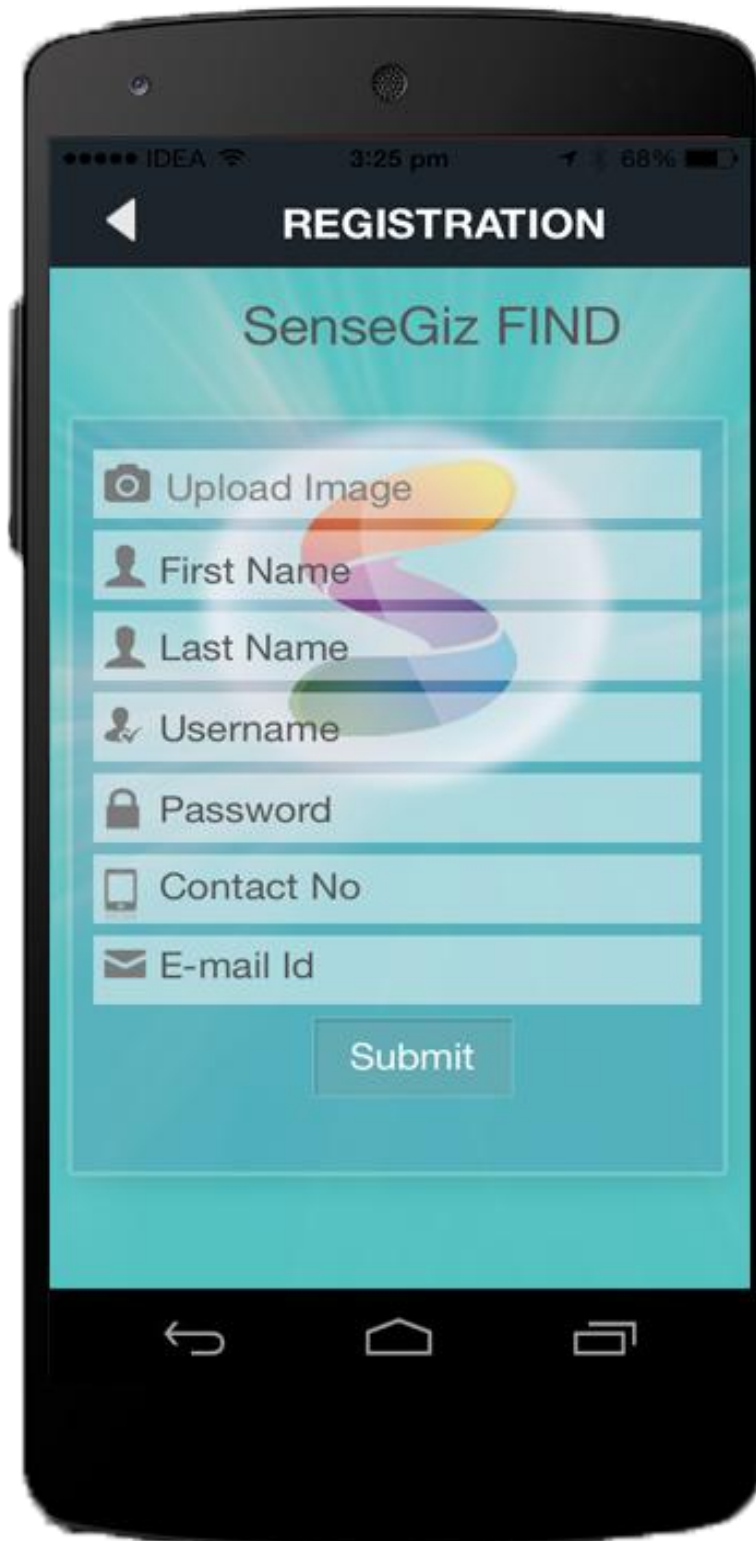 IDEA 3:25 pm 68%
REGISTRATION
SenseGiz FIND
Upload Image
First Name
Last Name
Username
Password
Contact No
E-mail Id
Submit